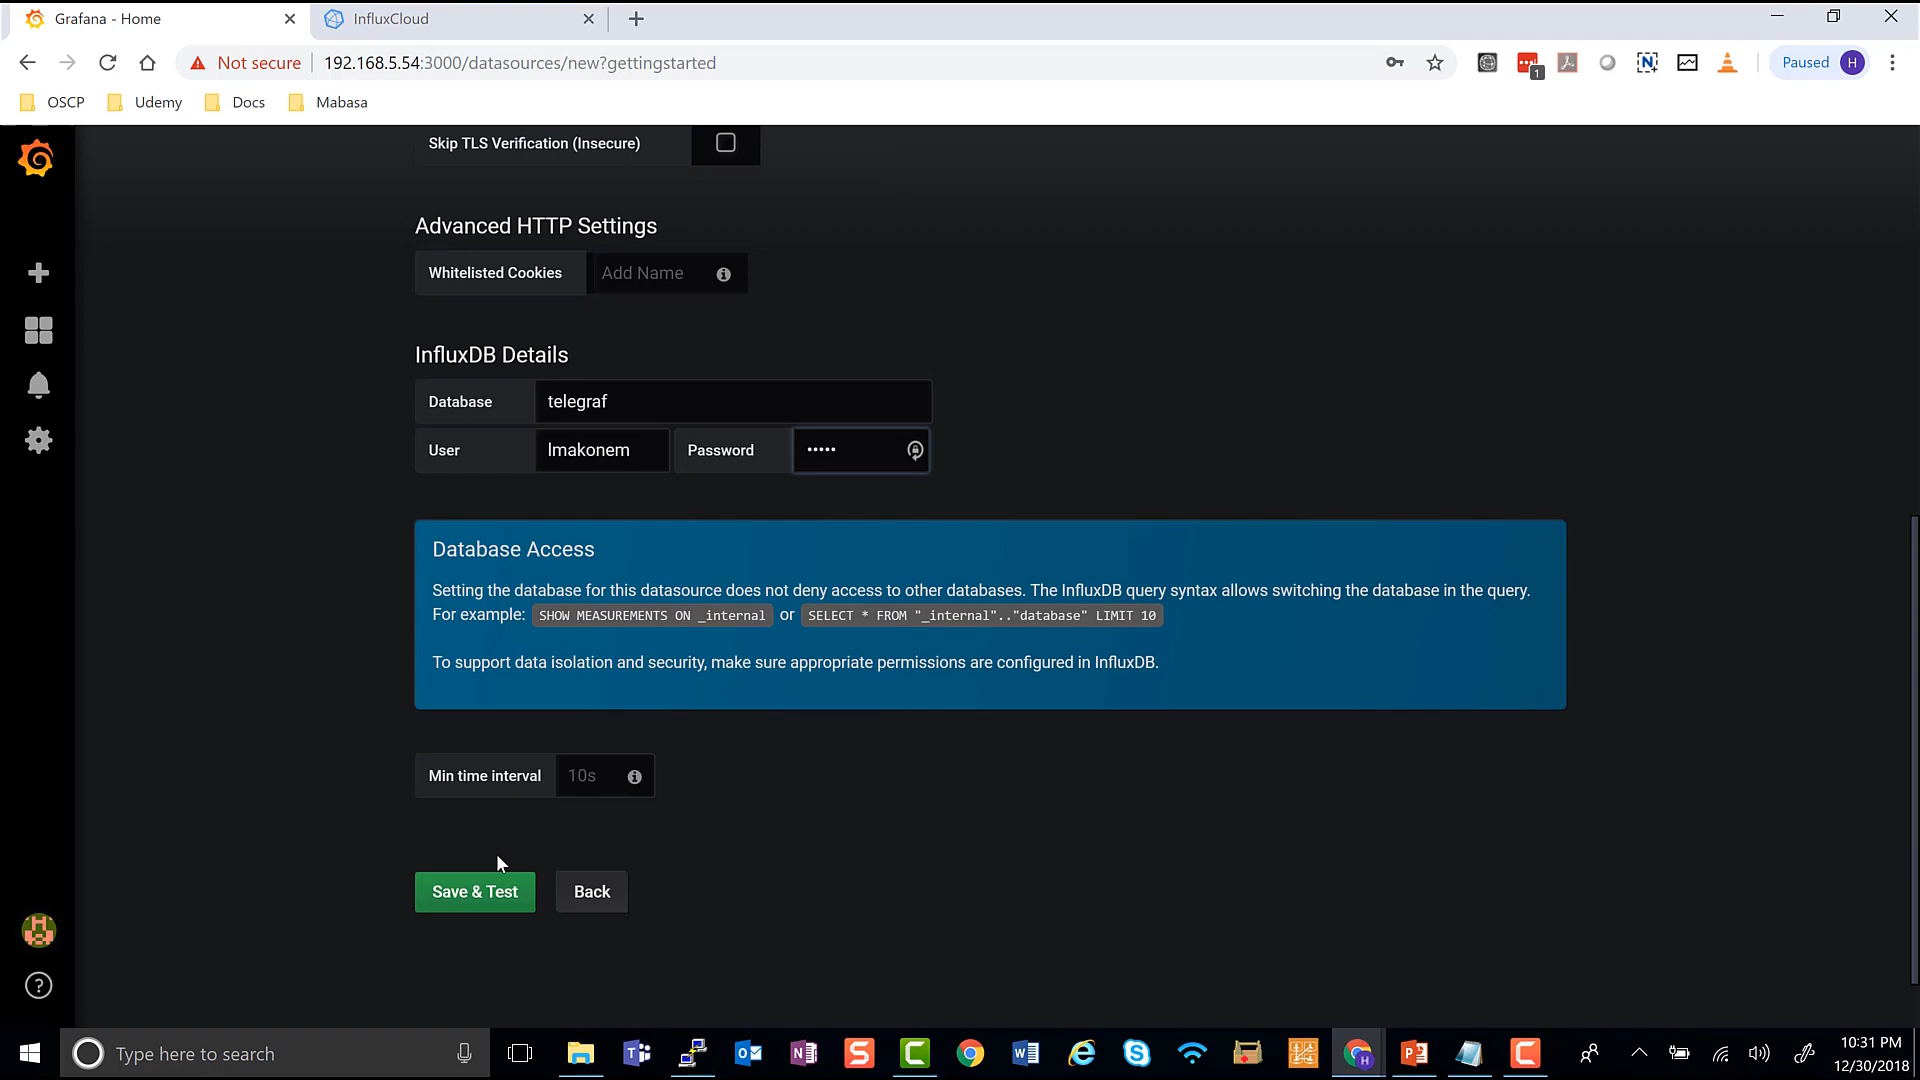 Grafana - Home
InfluxCloud
Not secure
192.168.5.54:3000/datasources/new?gettingstarted
1
Paused
H
OSCP
Udemy
Docs
Mabasa
Skip TLS Verification (Insecure)
Advanced HTTP Settings
Whitelisted Cookies
Add Name
InfluxDB Details
Database
telegraf
User
lmakonem
Password
•••••
Database Access
Setting the database for this datasource does not deny access to other databases. The InfluxDB query syntax allows switching the database in the query.
For example: SHOW MEASUREMENTS ON _internal or SELECT * FROM "_internal".."database" LIMIT 10
To support data isolation and security, make sure appropriate permissions are configured in InfluxDB.
Min time interval
10s
Save & Test
Back
Type here to search
10:31 PM
12/30/2018